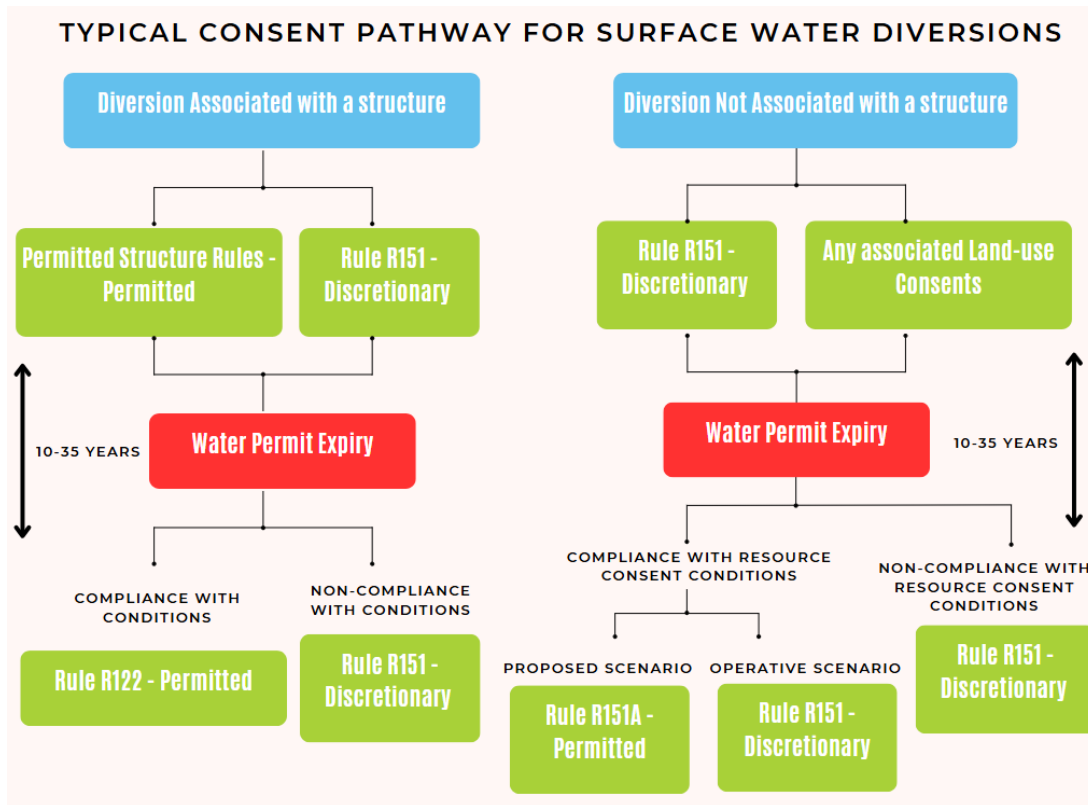 TYPICAL CONSENT PATHWAY FOR SURFACE WATER DIVERSIONS
Diversion Associated with a structure
Permitted Structure Rules -
Permitted
Rule R151 -
Discretionary
10-35 YEARS
Water Permit Expiry
COMPLIANCE WITH
CONDITIONS
NON-COMPLIANCE
WITH CONDITIONS
Rule R122 - Permitted
Rule R151 -
Discretionary
Diversion Not Associated with a structure
Rule R151 -
Discretionary
Any associated Land-use
Consents
Water Permit Expiry
10-35 YEARS
COMPLIANCE WITH RESOURCE
CONSENT CONDITIONS
NON-COMPLIANCE WITH
RESOURCE CONSENT
CONDITIONS
PROPOSED SCENARIO
OPERATIVE SCENARIO
Rule R151A -
Permitted
Rule R151 -
Discretionary
Rule R151 -
Discretionary